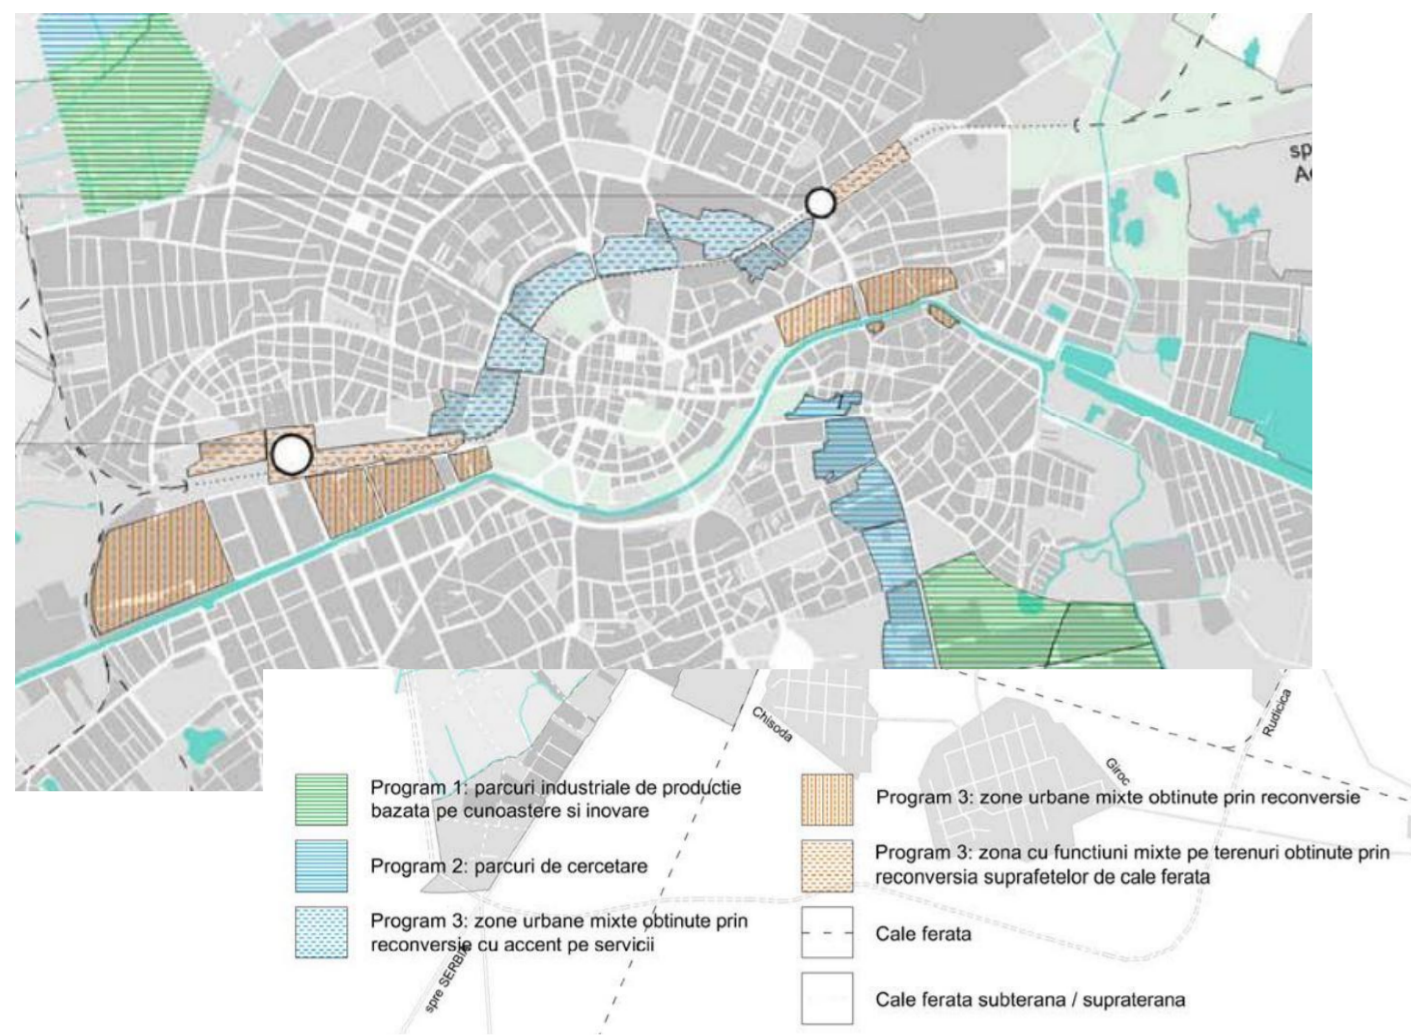 sp
A
Chisoda
Rudicica
Giroc
Program 1: parcuri industriale de productie
bazata pe cunoastere si inovare
Program 2: parcuri de cercetare
Program 3: zone urbane mixte obtinute prin
reconversie cu accent pe servicii
spre SERBIA
Program 3: zone urbane mixte obtinute prin reconversie
Program 3: zona cu functiuni mixte pe terenuri obtinute prin
reconversia suprafetelor de cale ferata
Cale ferata
Cale ferata subterana / supraterana